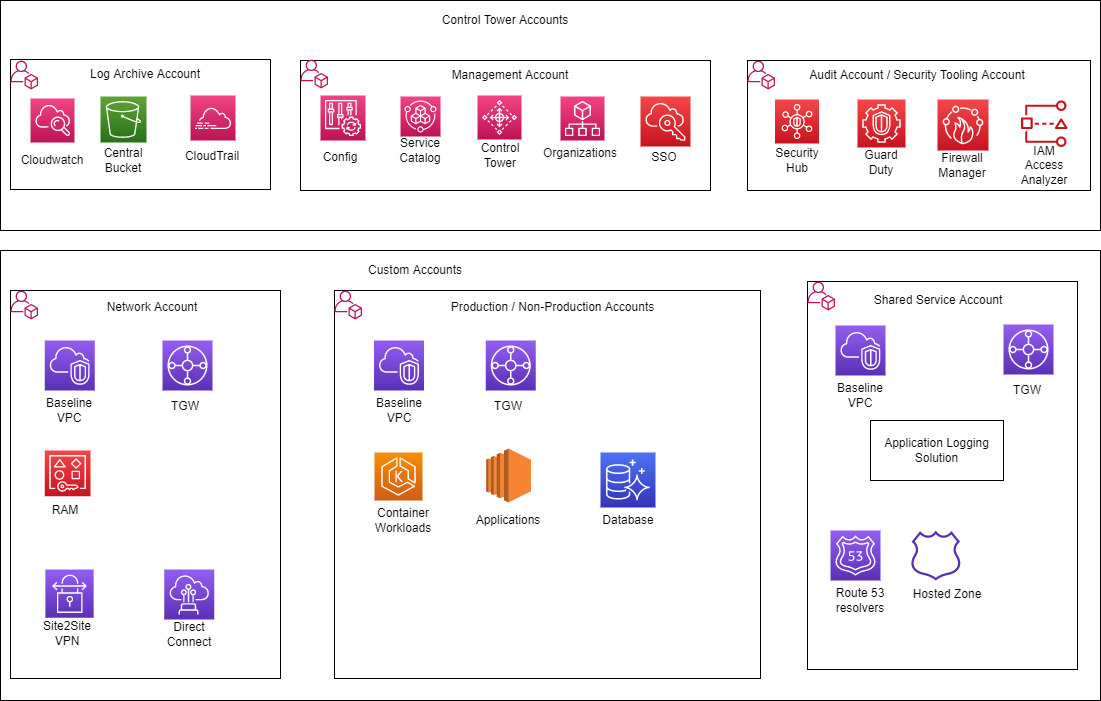 Control Tower Accounts
Log Archive Account
Cloudwatch
Central
Bucket
CloudTrail
Management Account
Config
Service
Catalog
Control
Tower
Organizations
SSO
Audit Account / Security Tooling Account
Security
Hub
Guard
Duty
Firewall
Manager
IAM
Access
Analyzer
Custom Accounts
Network Account
Baseline
VPC
TGW
RAM
Site2Site
VPN
Direct
Connect
Production / Non-Production Accounts
Baseline
VPC
TGW
K
Container
Workloads
Applications
Database
Shared Service Account
Baseline
VPC
TGW
Application Logging
Solution
53
Route 53
resolvers
Hosted Zone